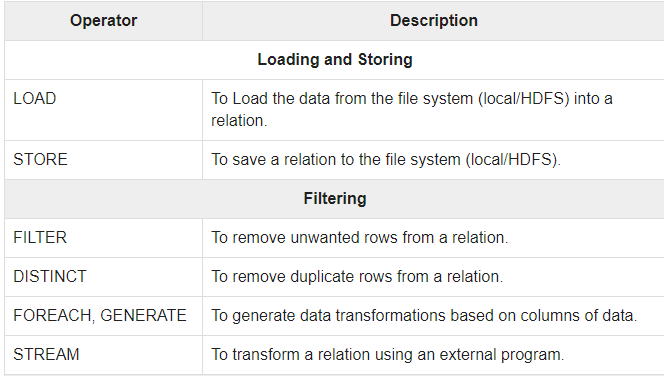 Operator Description
Loading and Storing
LOAD To Load the data from the file system (local/HDFS) into a
relation.
STORE To save a relation to the file system (local/HDFS).
Filtering
FILTER To remove unwanted rows from a relation.
DISTINCT To remove duplicate rows from a relation.
FOREACH, GENERATE To generate data transformations based on columns of data.
STREAM To transform a relation using an external program.